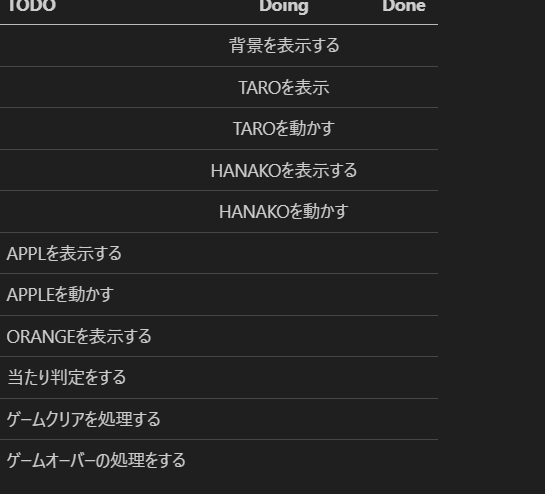 TODO Doing Done
背景を表示する
TAROを表示
TAROを動かす
HANAKOを表示する
HANAKOを動かす
APPLを表示する
APPLEを動かす
ORANGEを表示する
当たり判定をする
ゲームクリアを処理する
ゲームオーバーの処理をする